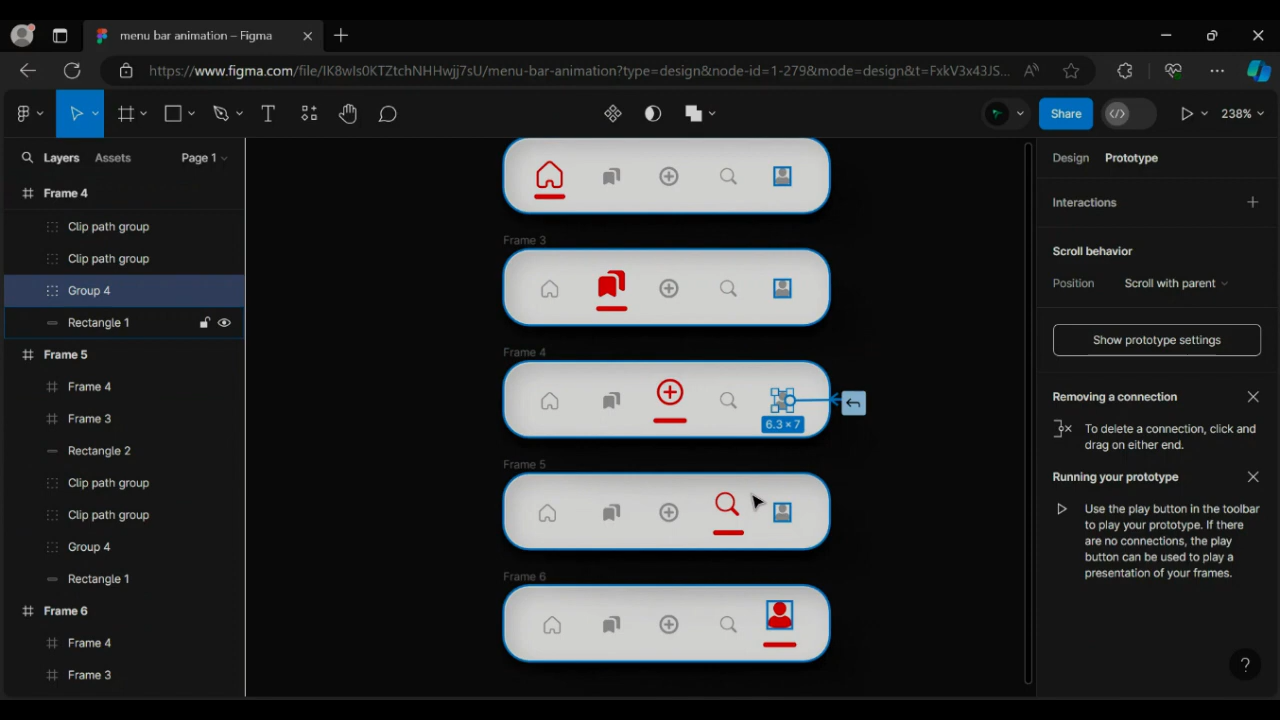 menu bar animation – Figma
https://www.figma.com/file/IK8wIs0KTZtchNHHwjj7sU/menu-bar-animation?type=design&node-id=1-279&mode=design&t=FxkV3x43JS...
Share
238%
Layers
Assets
Page 1
Frame 4
Clip path group
Clip path group
Group 4
Rectangle 1
Frame 5
Frame 4
Frame 3
Rectangle 2
Clip path group
Clip path group
Group 4
Rectangle 1
Frame 6
Frame 4
Frame 3
Frame 3
Frame 4
6.3 × 7
Frame 5
Frame 6
Design
Prototype
Interactions
Scroll behavior
Position
Scroll with parent
Show prototype settings
Removing a connection
To delete a connection, click and
drag on either end.
Running your prototype
Use the play button in the toolbar
to play your prototype. If there
are no connections, the play
button can be used to play a
presentation of your frames.
?